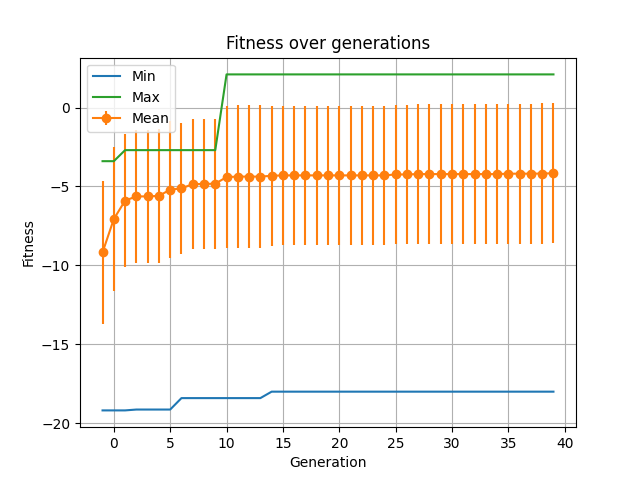 Fitness over generations
Min
Max
Mean
0
−5
−10
−15
−20
Fitness
0 5 10 15 20 25 30 35 40
Generation